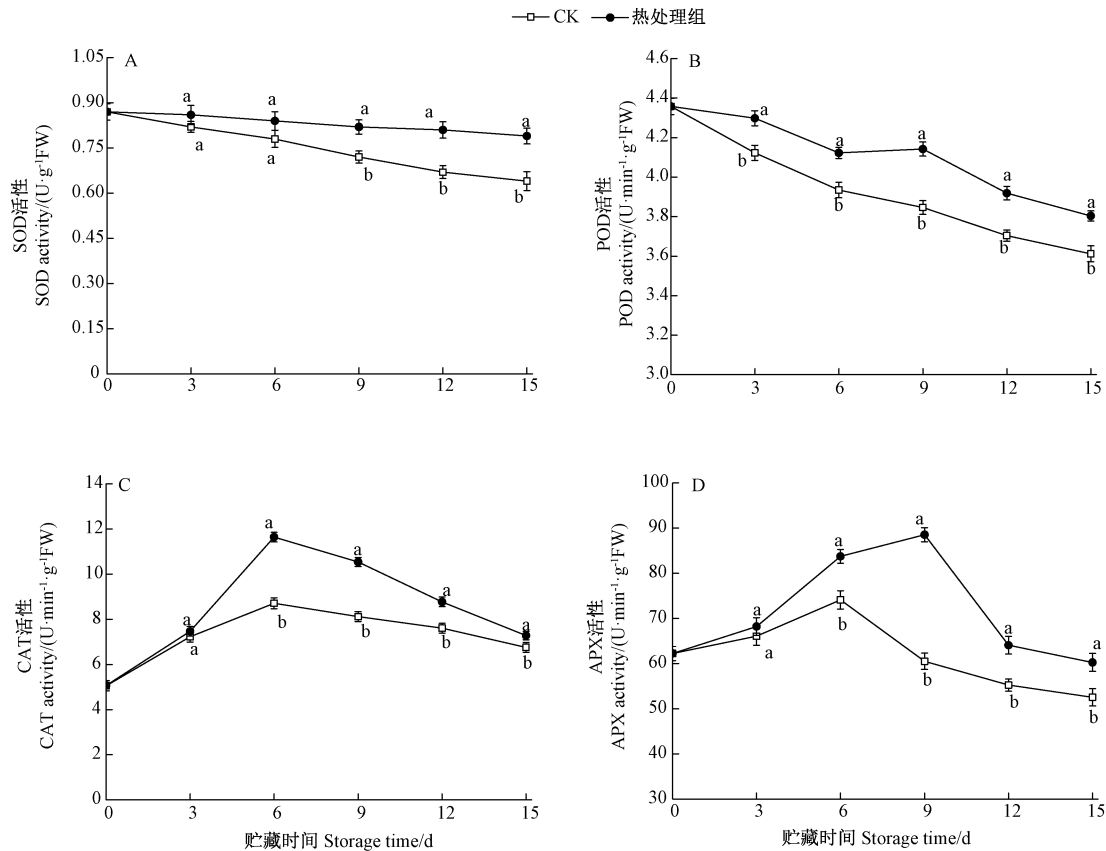 CK 热处理组
A
1.05
0.90
0.75
0.60
0.45
0.30
0.15
0
SOD活性
SOD activity/(U·g⁻¹FW)
a a a a a
a a b b b
0 3 6 9 12 15
B
4.6
4.4
4.2
4.0
3.8
3.6
3.4
3.2
3.0
POD活性
POD activity/(U·min⁻¹·g⁻¹FW)
a a a a a
b b b b b
0 3 6 9 12 15
C
14
12
10
8
6
4
2
0
CAT活性
CAT activity/(U·min⁻¹·g⁻¹FW)
a a a a a
a b b b b
0 3 6 9 12 15
贮藏时间 Storage time/d
D
100
90
80
70
60
50
40
30
APX活性
APX activity/(U·min⁻¹·g⁻¹FW)
a a a a a
a b b b b
0 3 6 9 12 15
贮藏时间 Storage time/d